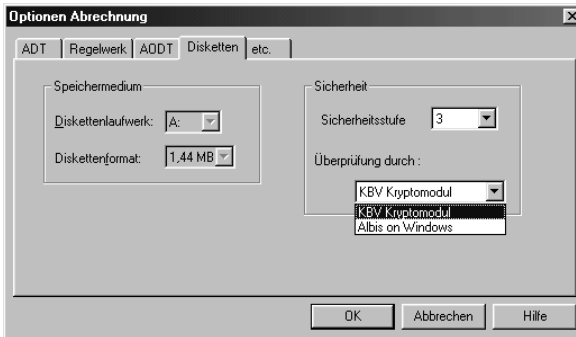 Optionen Abrechnung
ADT Regelwerk AODT Disketten etc.
Speichermedium
Diskettenlaufwerk: A:
Diskettenformat: 1,44 MB
Sicherheit
Sicherheitsstufe 3
Überprüfung durch :
KBV Kryptomodul
KBV Kryptomodul
Albis on Windows
OK Abbrechen Hilfe